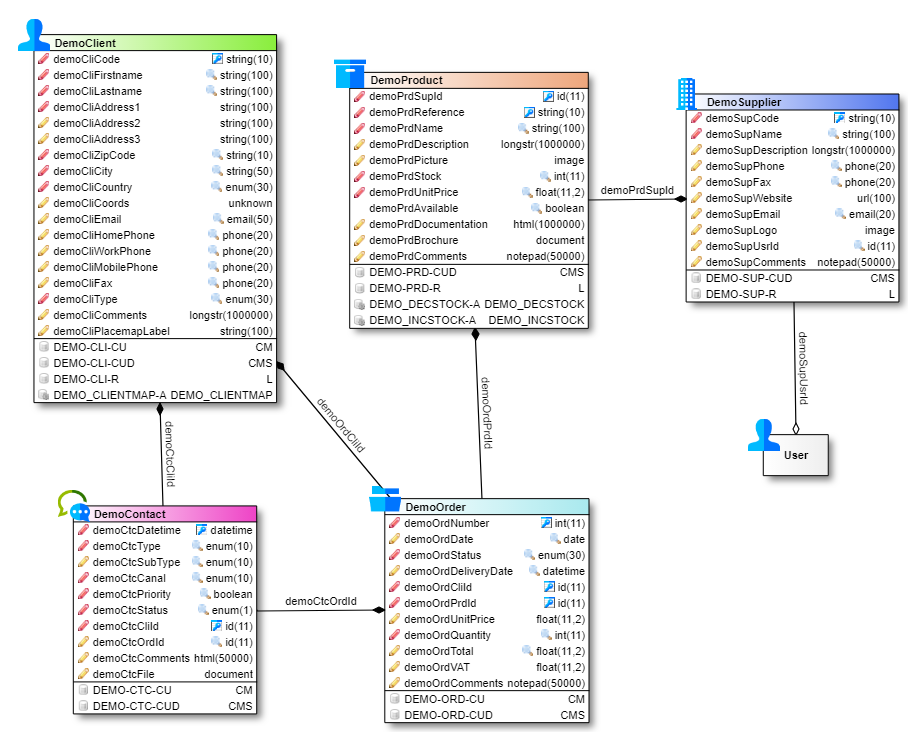 DemoClient
demoCliCode string(10)
demoCliFirstname string(100)
demoCliLastname string(100)
demoCliAddress1 string(100)
demoCliAddress2 string(100)
demoCliAddress3 string(100)
demoCliZipCode string(10)
demoCliCity string(50)
demoCliCountry enum(30)
demoCliCoords unknown
demoCliEmail email(50)
demoCliHomePhone phone(20)
demoCliWorkPhone phone(20)
demoCliMobilePhone phone(20)
demoCliFax phone(20)
demoCliType enum(30)
demoCliComments longstr(1000000)
demoCliPlacemapLabel string(100)
DEMO-CLI-CU CM
DEMO-CLI-CUD CMS
DEMO-CLI-R L
DEMO_CLIENTMAP-A DEMO_CLIENTMAP
DemoProduct
demoPrdSupId id(11)
demoPrdReference string(10)
demoPrdName string(100)
demoPrdDescription longstr(1000000)
demoPrdPicture image
demoPrdStock int(11)
demoPrdUnitPrice float(11,2)
demoPrdAvailable boolean
demoPrdDocumentation html(1000000)
demoPrdBrochure document
demoPrdComments notepad(50000)
DEMO-PRD-CUD CMS
DEMO-PRD-R L
DEMO_DECSTOCK-A DEMO_DECSTOCK
DEMO_INCSTOCK-A DEMO_INCSTOCK
demoPrdSupId
DemoSupplier
demoSupCode string(10)
demoSupName string(100)
demoSupDescription longstr(1000000)
demoSupPhone phone(20)
demoSupFax phone(20)
demoSupWebsite url(100)
demoSupEmail email(20)
demoSupLogo image
demoSupUsrId id(11)
demoSupComments notepad(50000)
DEMO-SUP-CUD CMS
DEMO-SUP-R L
demoSupUsrId
User
demoCtcCliId
demoOrdCliId
demoOrdPrdId
DemoContact
demoCtcDatetime datetime
demoCtcType enum(10)
demoCtcSubType enum(10)
demoCtcCanal enum(10)
demoCtcPriority boolean
demoCtcStatus enum(1)
demoCtcCliId id(11)
demoCtcOrdId id(11)
demoCtcComments html(50000)
demoCtcFile document
DEMO-CTC-CU CM
DEMO-CTC-CUD CMS
demoCtcOrdId
DemoOrder
demoOrdNumber int(11)
demoOrdDate date
demoOrdStatus enum(30)
demoOrdDeliveryDate datetime
demoOrdCliId id(11)
demoOrdPrdId id(11)
demoOrdUnitPrice float(11,2)
demoOrdQuantity int(11)
demoOrdTotal float(11,2)
demoOrdVAT float(11,2)
demoOrdComments notepad(50000)
DEMO-ORD-CU CM
DEMO-ORD-CUD CMS